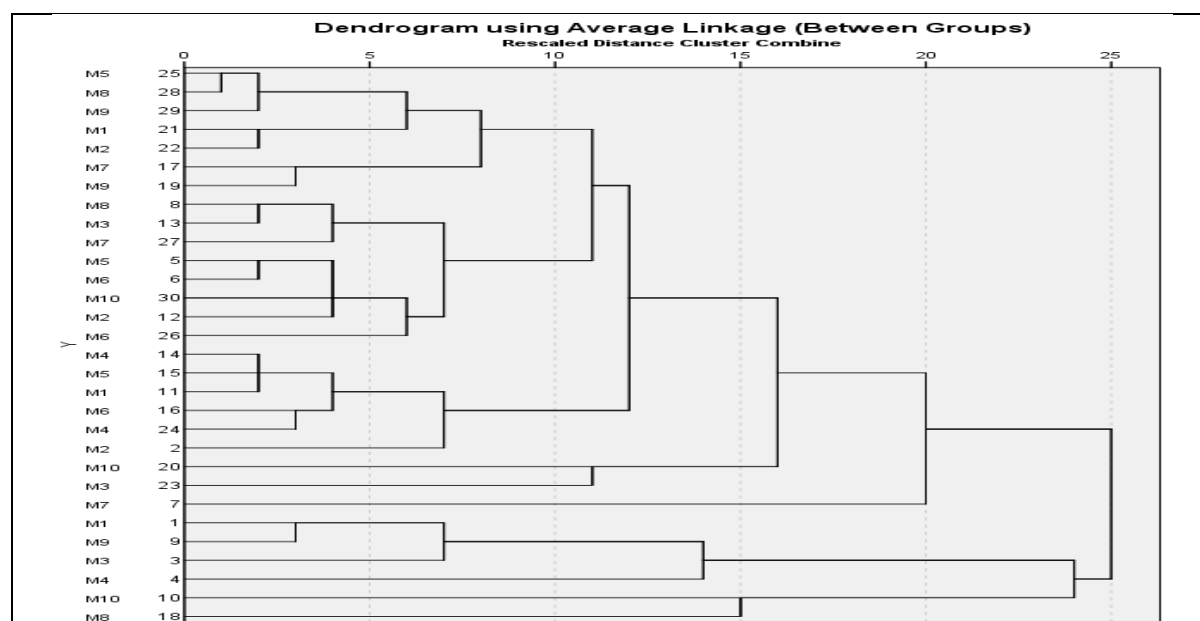 Dendrogram using Average Linkage (Between Groups)
Rescaled Distance Cluster Combine
0 5 10 15 20 25
M5 25
M8 28
M9 29
M1 21
M2 22
M7 17
M9 19
M8 8
M3 13
M7 27
M5 5
M6 6
M10 30
M2 12
M6 26
Y
M4 14
M5 15
M1 11
M6 16
M4 24
M2 2
M10 20
M3 23
M7 7
M1 1
M9 9
M3 3
M4 4
M10 10
M8 18